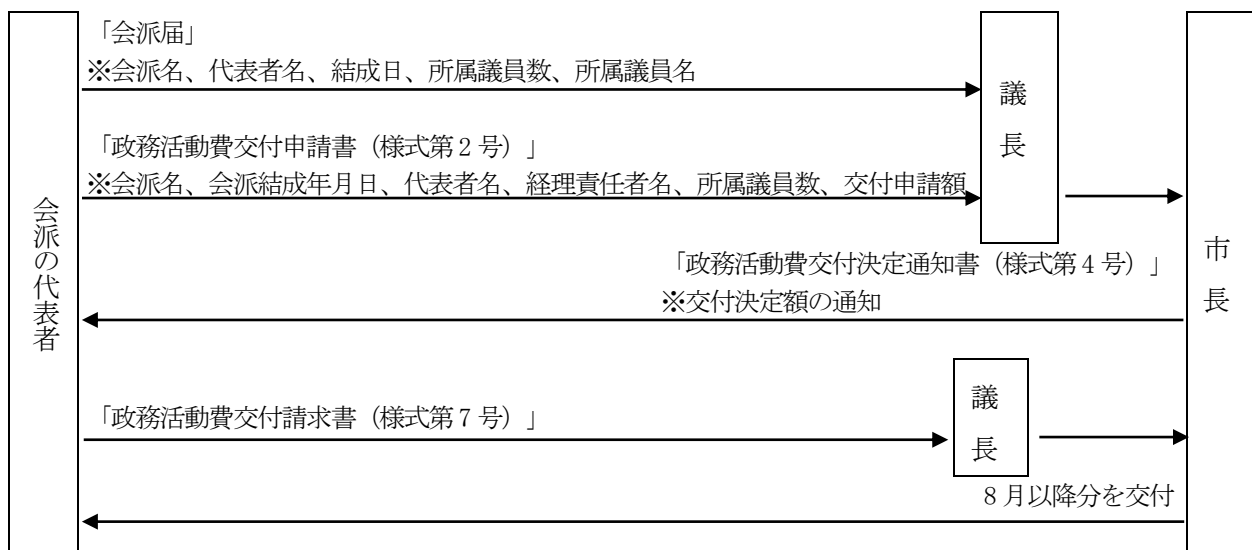 「会派届」
※会派名、代表者名、結成日、所属議員数、所属議員名
議長
「政務活動費交付申請書（様式第２号）」
※会派名、会派結成年月日、代表者名、経理責任者名、所属議員数、交付申請額
会派の代表者
市長
「政務活動費交付決定通知書（様式第４号）」
※交付決定額の通知
議長
「政務活動費交付請求書（様式第７号）」
８月以降分を交付